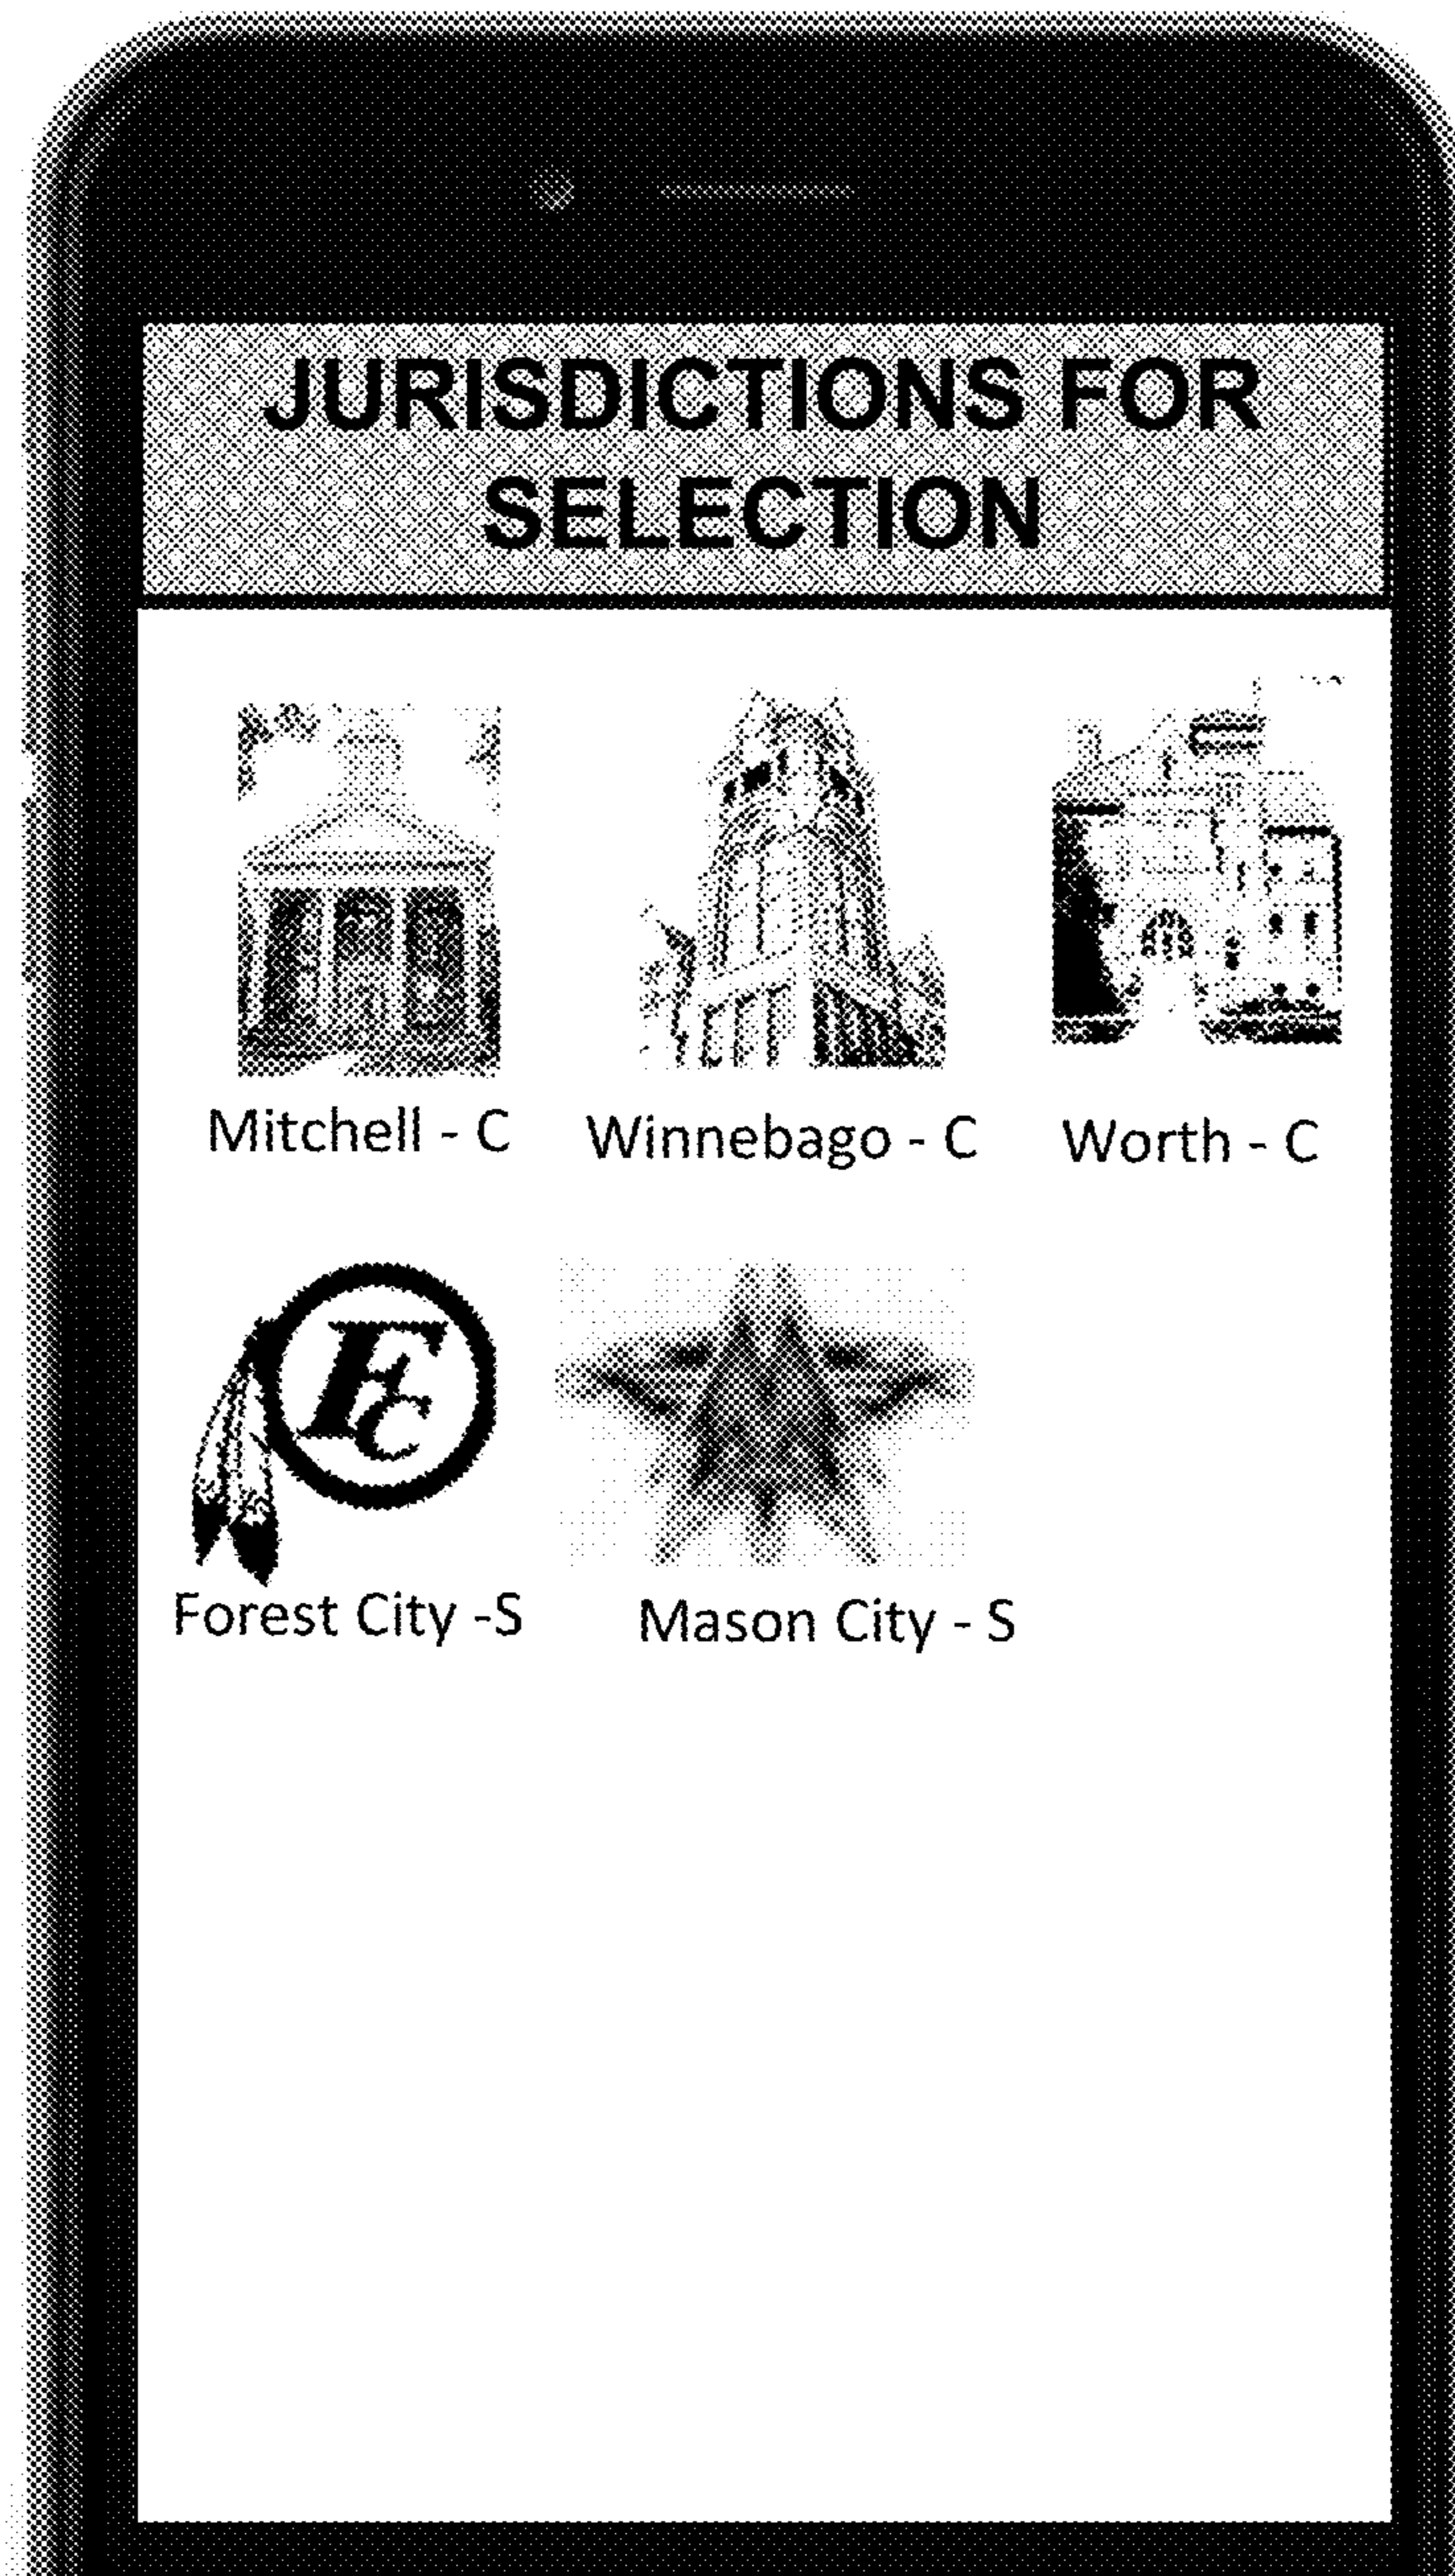 JURISDICTIONS FOR
SELECTION
Mitchell - C
Winnebago - C
Worth - C
FC
Forest City -S
Mason City - S